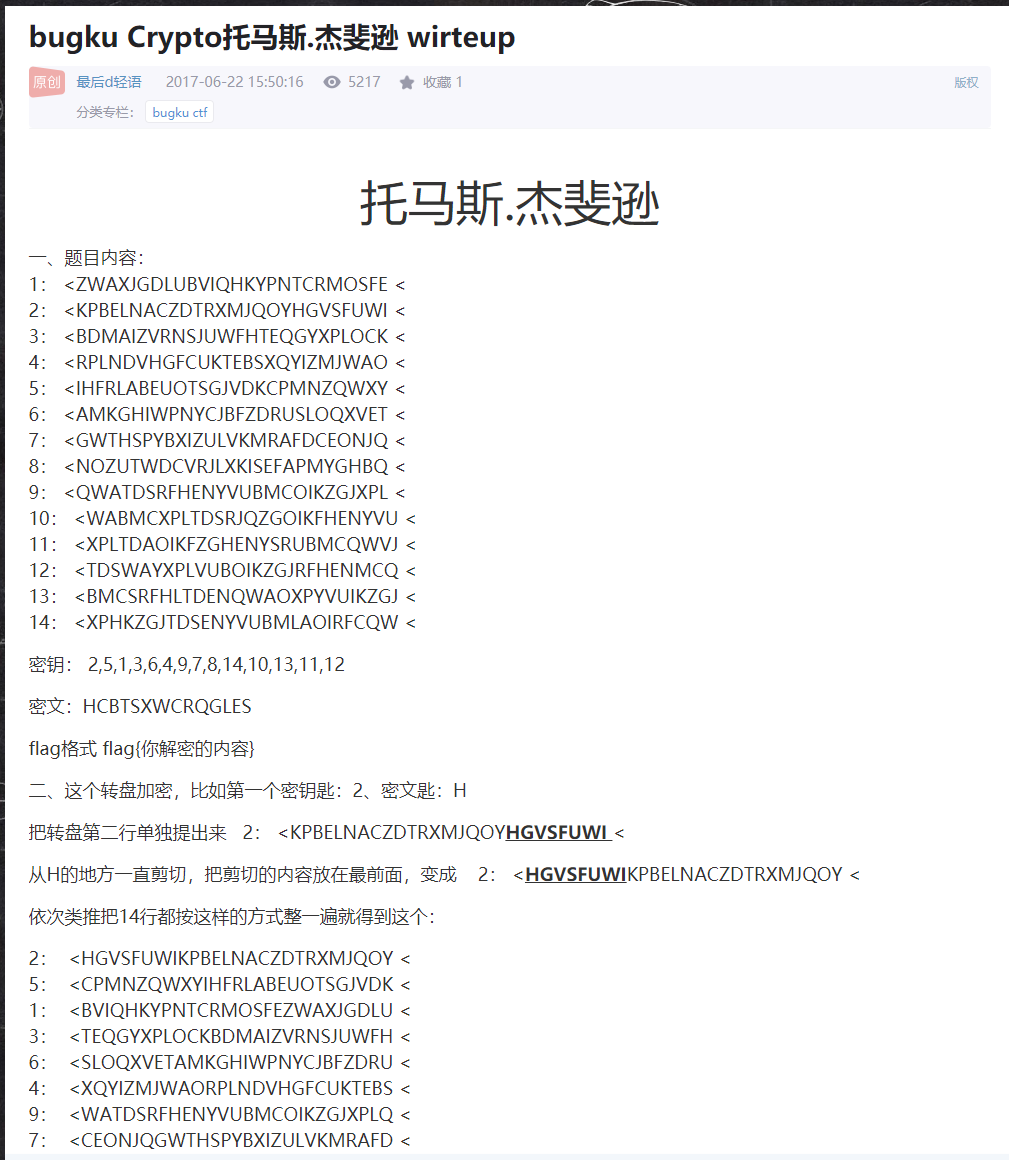 bugku Crypto托马斯.杰斐逊 wirteup
原创 最后d轻语 2017-06-22 15:50:16 5217 收藏 1 版权
分类专栏： bugku ctf
托马斯.杰斐逊
一、题目内容：
1： <ZWAXJGDLUBVIQHKYPNTCRMOSFE <
2： <KPBELNACZDTRXMJQOYHGVSFUWI <
3： <BDMAIZVRNSJUWFHTEQGYXPLOCK <
4： <RPLNDVHGFCUKTEBSXQYIZMJWAO <
5： <IHFRLABEUOTSGJVDKCPMNZQWXY <
6： <AMKGHIWPNYCJBFZDRUSLOQXVET <
7： <GWTHSPYBXIZULVKMRAFDCEONJQ <
8： <NOZUTWDCVRJLXKISEFAPMYGHBQ <
9： <QWATDSRFHENYVUBMCOIKZGJXPL <
10： <WABMCXPLTDSRJQZGOIKFHENYVU <
11： <XPLTDAOIKFZGHENYSRUBMCQWVJ <
12： <TDSWAYXPLVUBOIKZGJRFHENMCQ <
13： <BMCSRFHLTDENQWAOXPYVUIKZGJ <
14： <XPHKZGJTDSENYVUBMLAOIRFCQW <
密钥： 2,5,1,3,6,4,9,7,8,14,10,13,11,12
密文：HCBTSXWCRQGLES
flag格式 flag{你解密的内容}
二、这个转盘加密，比如第一个密钥匙：2、密文匙：H
把转盘第二行单独提出来 2： <KPBELNACZDTRXMJQOYHGVSFUWI <
从H的地方一直剪切，把剪切的内容放在最前面，变成 2： <HGVSFUWIKPBELNACZDTRXMJQOY <
依次类推把14行都按这样的方式整一遍就得到这个：
2： <HGVSFUWIKPBELNACZDTRXMJQOY <
5： <CPMNZQWXYIHFRLABEUOTSGJVDK <
1： <BVIQHKYPNTCRMOSFEZWAXJGDLU <
3： <TEQGYXPLOCKBDMAIZVRNSJUWFH <
6： <SLOQXVETAMKGHIWPNYCJBFZDRU <
4： <XQYIZMJWAORPLNDVHGFCUKTEBS <
9： <WATDSRFHENYVUBMCOIKZGJXPLQ <
7： <CEONJQGWTHSPYBXIZULVKMRAFD <